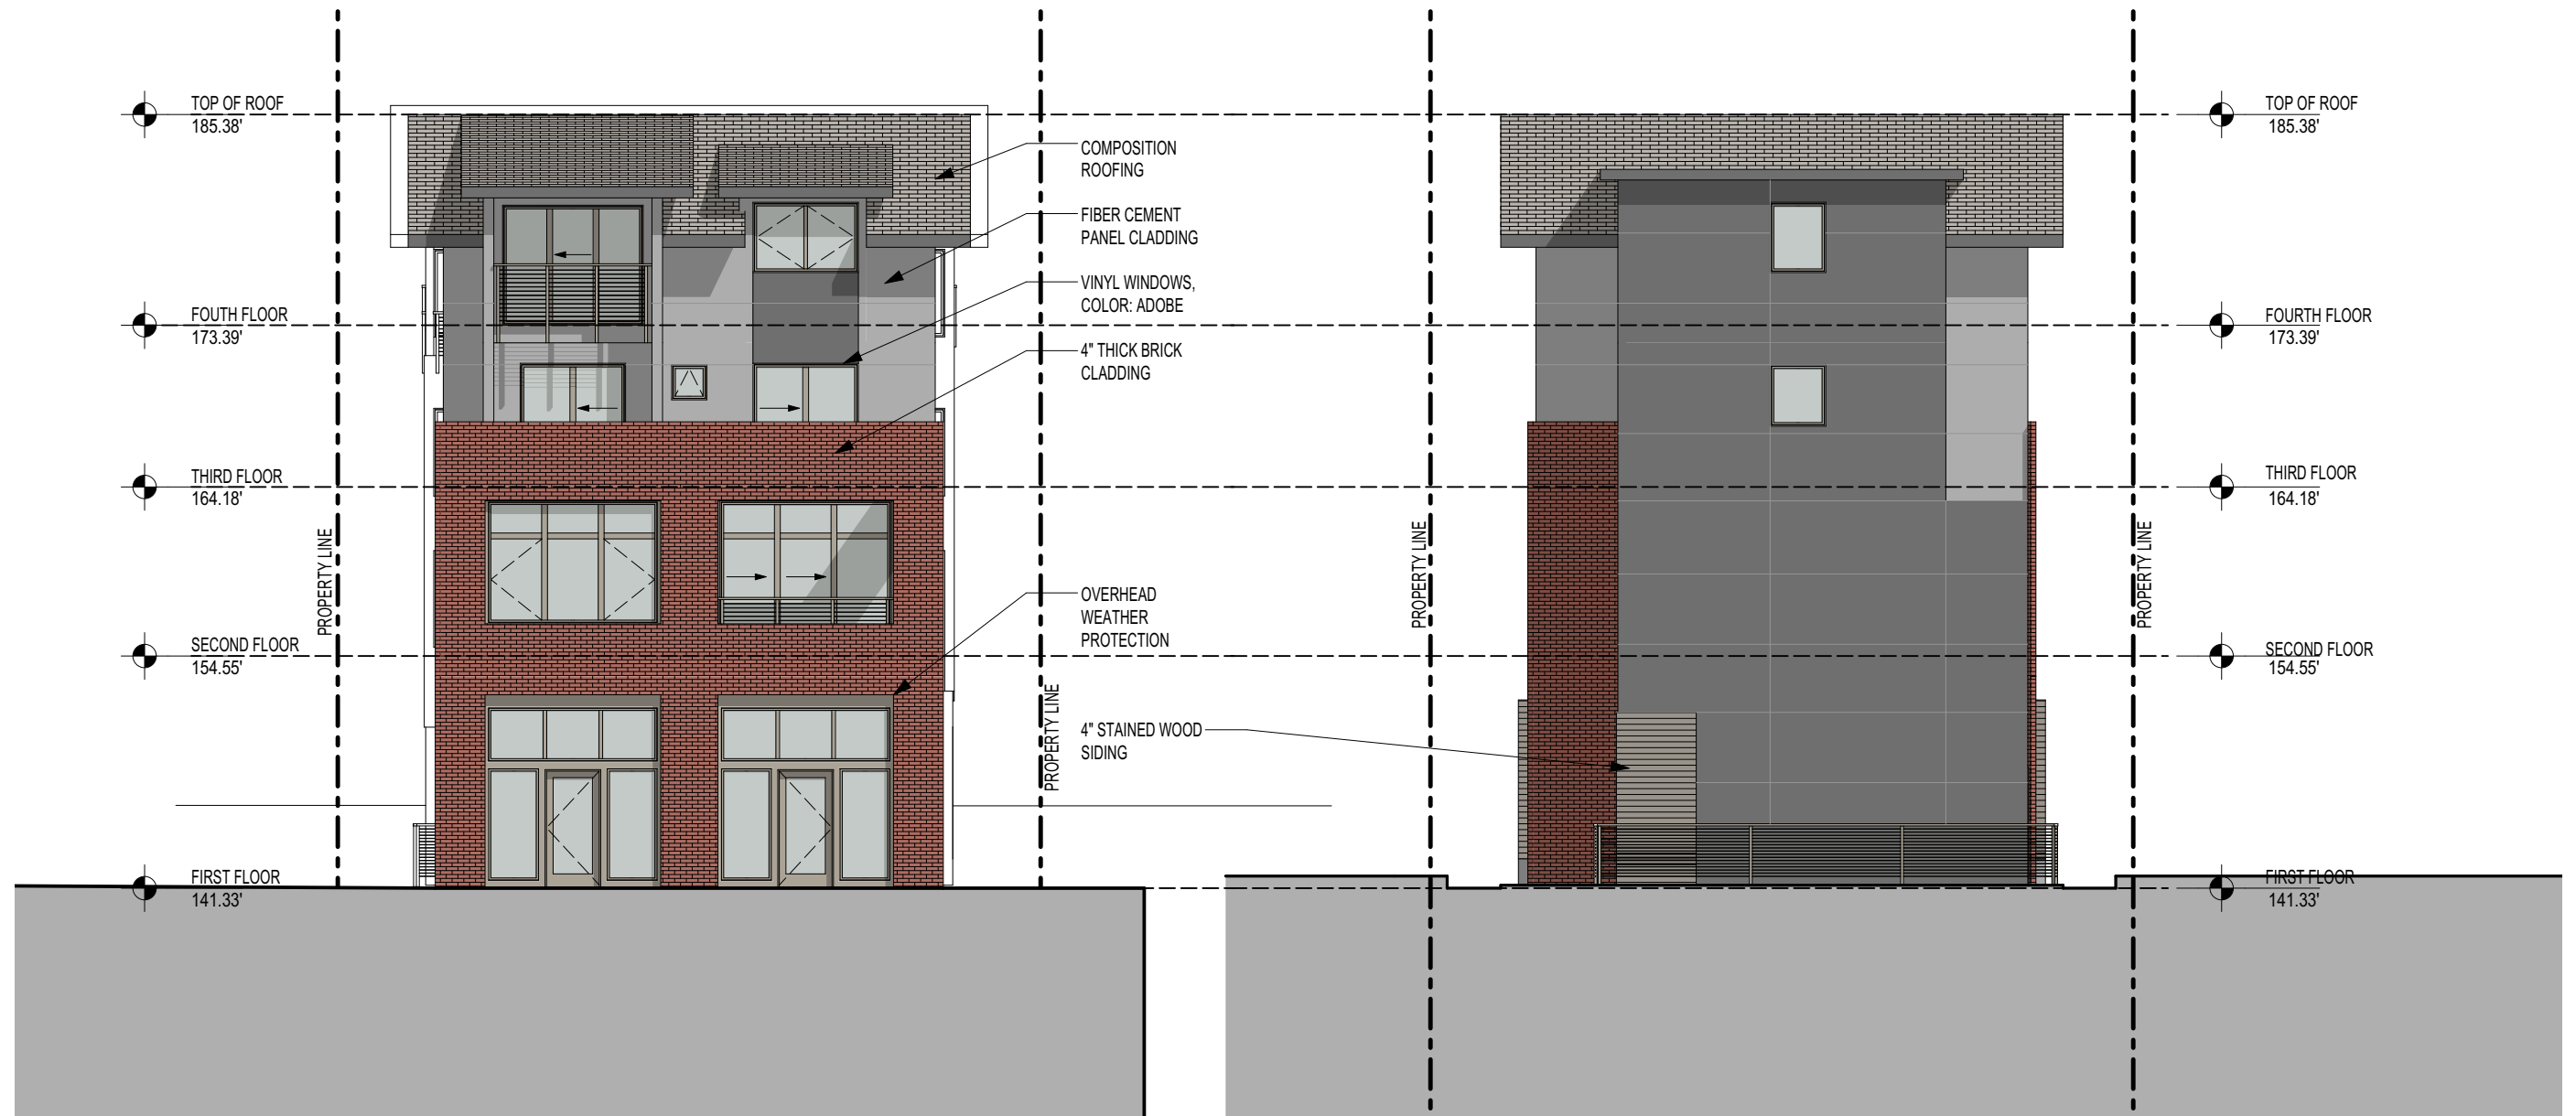 TOP OF ROOF
185.38'
FOUTH FLOOR
173.39'
THIRD FLOOR
164.18'
SECOND FLOOR
154.55'
FIRST FLOOR
141.33'
PROPERTY LINE
PROPERTY LINE
COMPOSITION
ROOFING
FIBER CEMENT
PANEL CLADDING
VINYL WINDOWS,
COLOR: ADOBE
4" THICK BRICK
CLADDING
OVERHEAD
WEATHER
PROTECTION
4" STAINED WOOD
SIDING
PROPERTY LINE
PROPERTY LINE
TOP OF ROOF
185.38'
FOURTH FLOOR
173.39'
THIRD FLOOR
164.18'
SECOND FLOOR
154.55'
FIRST FLOOR
141.33'